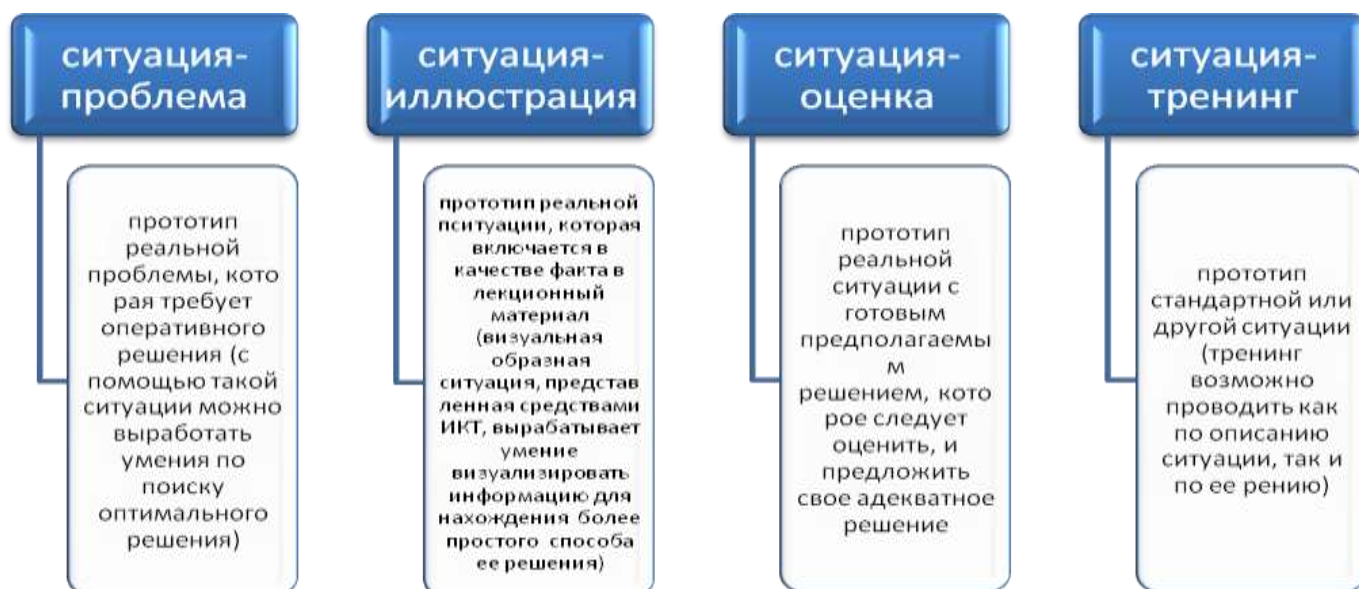 ситуация-
проблема
прототип
реальной
проблемы, кото
рая требует
оперативного
решения (с
помощью такой
ситуации можно
выработать
умения по
поиску
оптимального
решения)
ситуация-
иллюстрация
прототип реальной
пситуации, которая
включается в
качестве факта в
лекционный
материал
(визуальная
образная
ситуация, представ
ленная средствами
ИКТ, вырабатывает
умение
визуализировать
информацию для
нахождения более
простого способа
ее решения)
ситуация-
оценка
прототип
реальной
ситуации с
готовым
предполагаемы
м
решением, кото
рое следует
оценить, и
предложить
свое адекватное
решение
ситуация-
тренинг
прототип
стандартной или
другой ситуации
(тренинг
возможно
проводить как
по описанию
ситуации, так и
по ее рению)